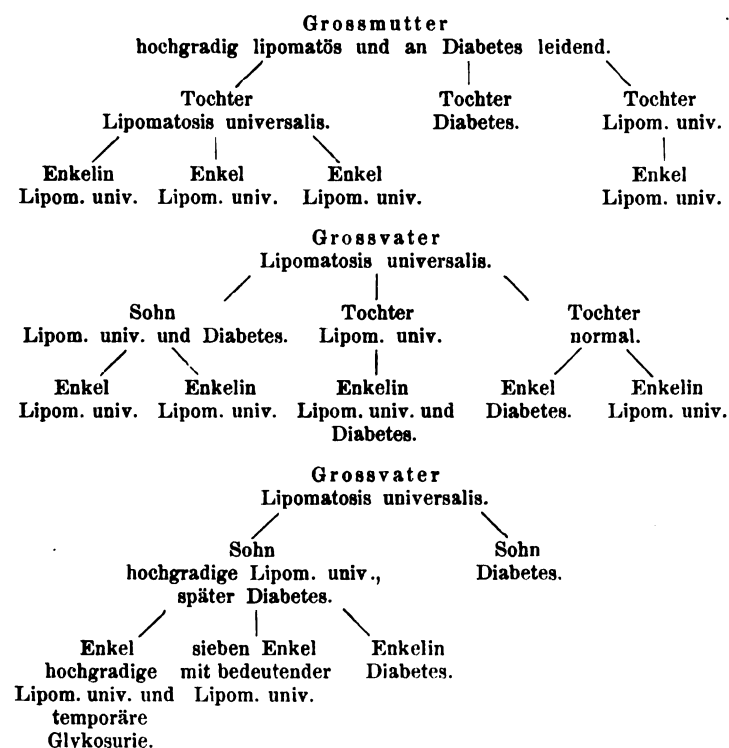 Grossmutter
hochgradig lipomatös und an Diabetes leidend.
Tochter Tochter Tochter
Lipomatosis universalis. Diabetes. Lipom. univ.
Enkelin Enkel Enkel Enkel
Lipom. univ. Lipom. univ. Lipom. univ. Lipom. univ.
Grossvater
Lipomatosis universalis.
Sohn Tochter Tochter
Lipom. univ. und Diabetes. Lipom. univ. normal.
Enkel Enkelin Enkelin Enkel Enkelin
Lipom. univ. Lipom. univ. Lipom. univ. und Diabetes. Lipom. univ.
Diabetes.
Grossvater
Lipomatosis universalis.
Sohn Sohn
hochgradige Lipom. univ., Diabetes.
später Diabetes.
Enkel sieben Enkel Enkelin
hochgradige mit bedeutender Diabetes.
Lipom. univ. und Lipom. univ.
temporäre
Glykosurie.